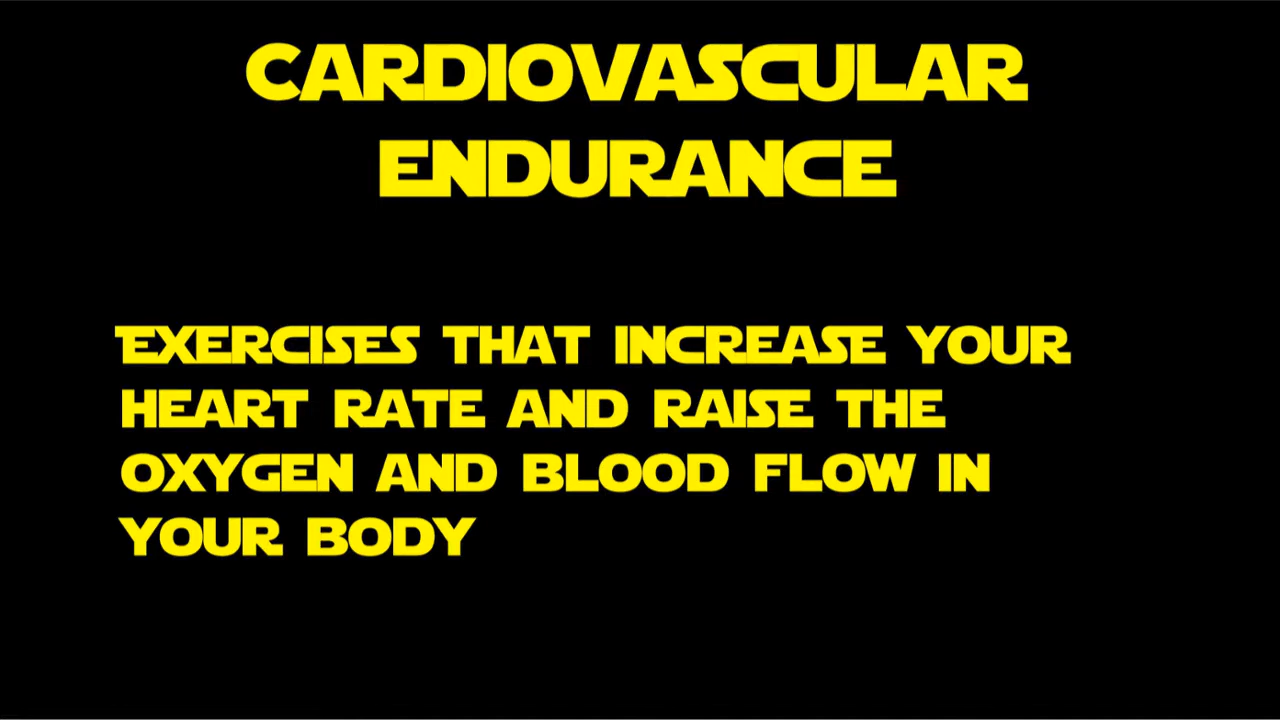 CARDIOVASCULAR
ENDURANCE
EXERCISES THAT INCREASE YOUR
HEART RATE AND RAISE THE
OXYGEN AND BLOOD FLOW IN
YOUR BODY